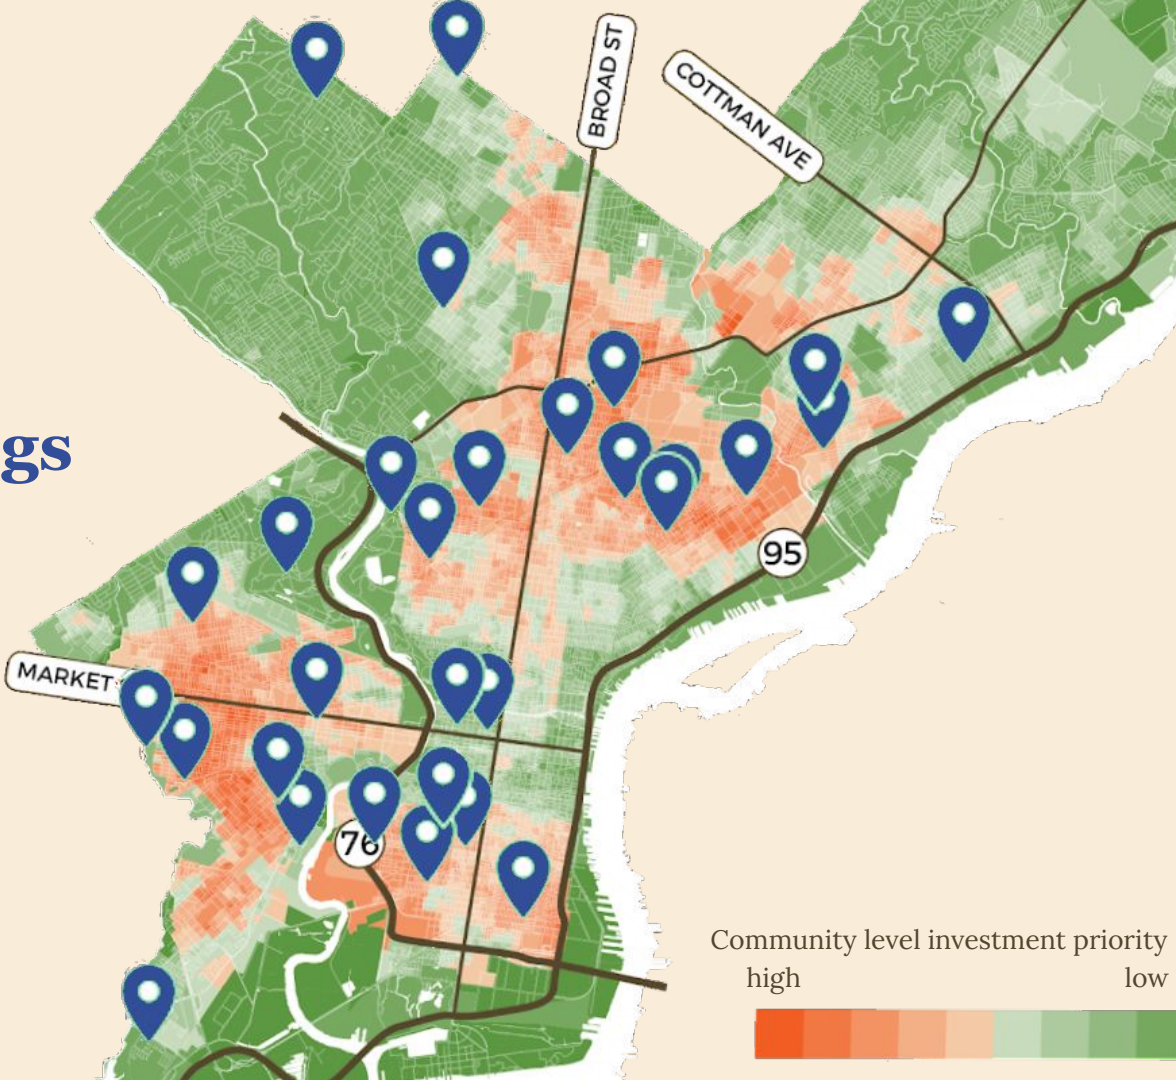 BROAD ST
COTTMAN AVE
gs
95
MARKET
76
Community level investment priority
high low